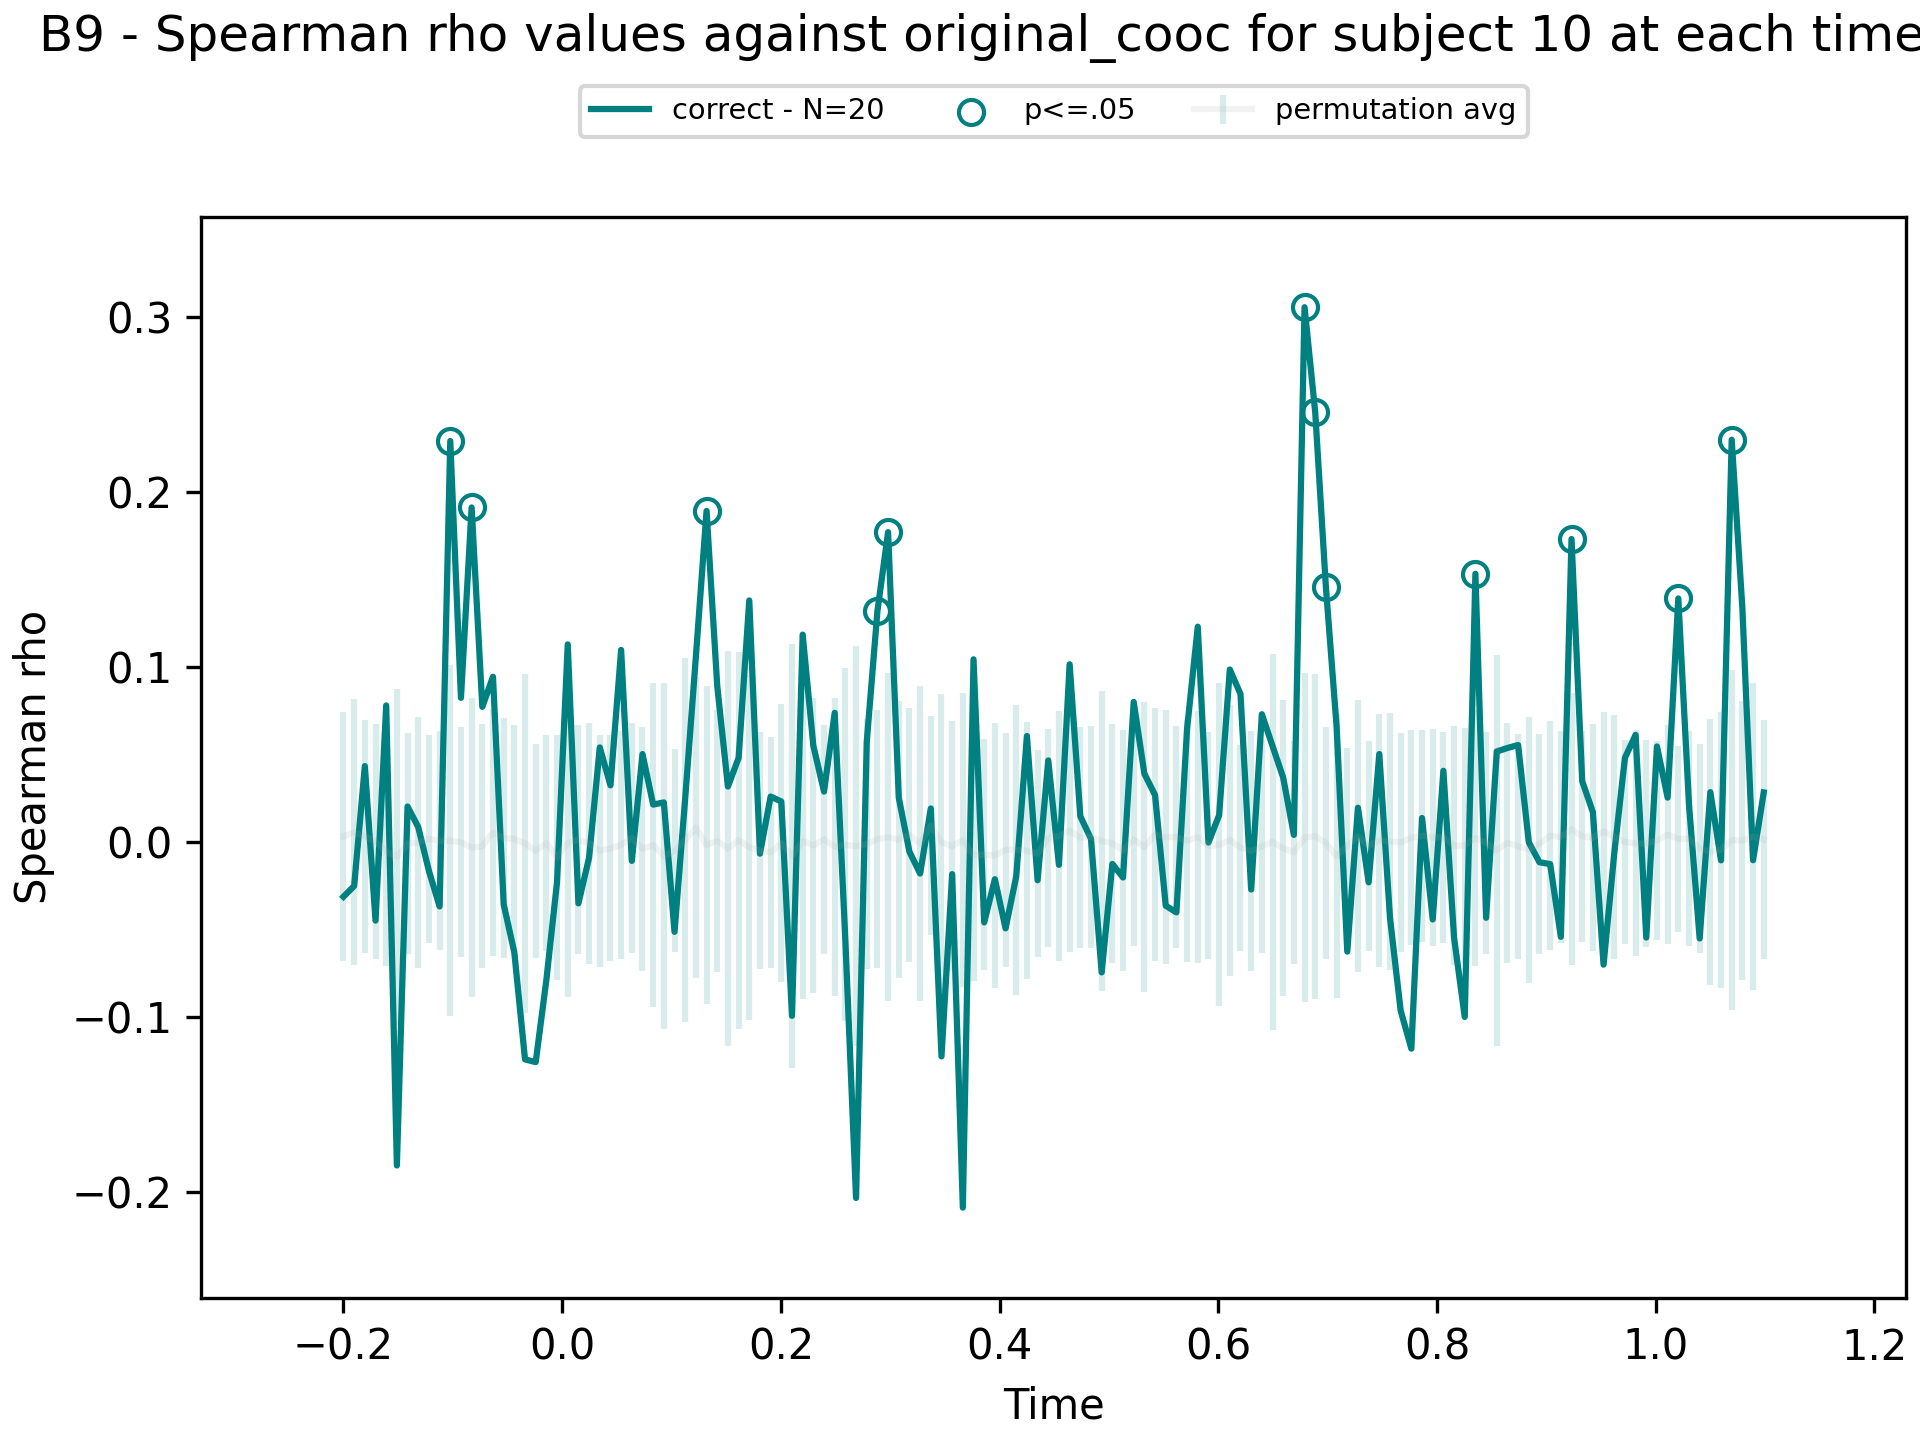 B9 - Spearman rho values against original_cooc for subject 10 at each time
correct - N=20 p<=.05 permutation avg
0.3
0.2
0.1
0.0
−0.1
−0.2
Spearman rho
−0.2 0.0 0.2 0.4 0.6 0.8 1.0 1.2
Time